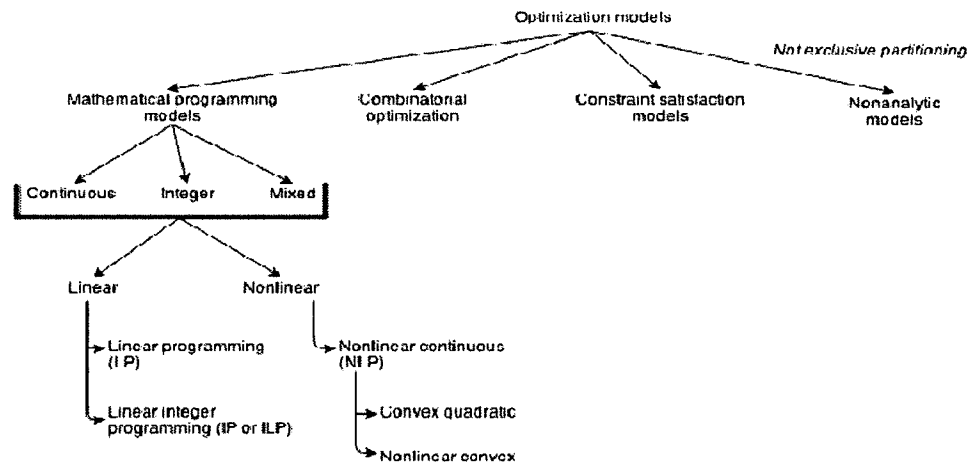 Optimization models
Not exclusive partitioning
Mathematical programming
models
Combinatorial
optimization
Constraint satisfaction
models
Nonanalytic
models
Continuous
Integer
Mixed
Linear
Nonlinear
Linear programming
(LP)
Nonlinear continuous
(NLP)
Linear integer
programming (IP or ILP)
Convex quadratic
Nonlinear convex